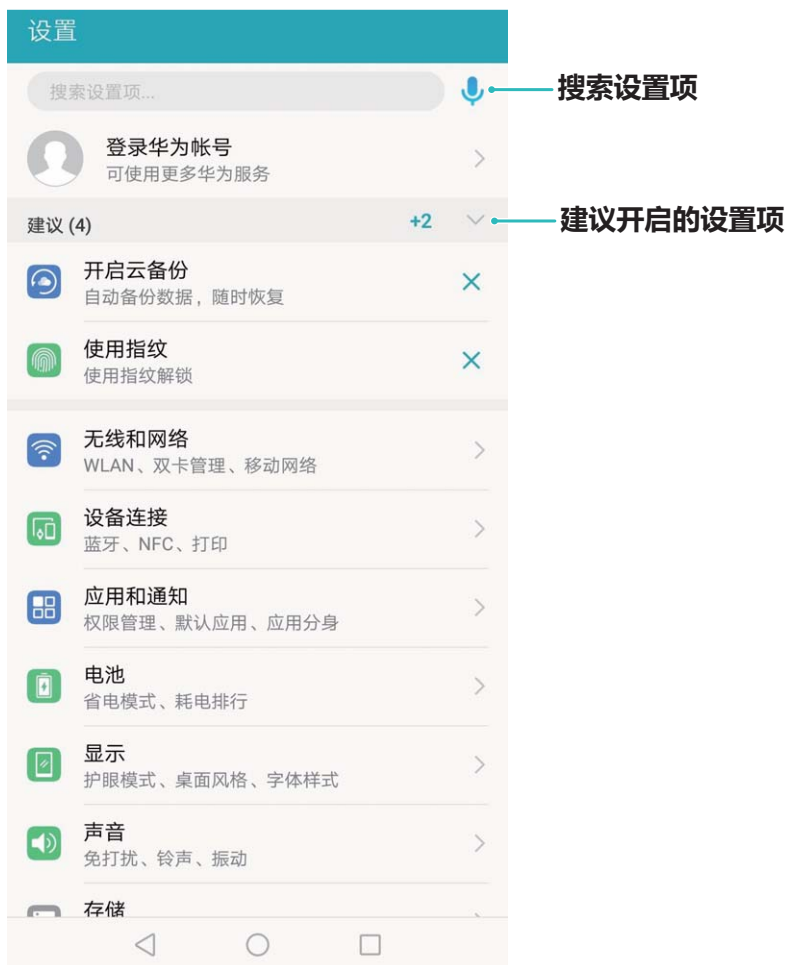 设置
搜索设置项...
搜索设置项
登录华为帐号
可使用更多华为服务
建议 (4)
+2
建议开启的设置项
开启云备份
自动备份数据，随时恢复
使用指纹
使用指纹解锁
无线和网络
WLAN、双卡管理、移动网络
设备连接
蓝牙、NFC、打印
应用和通知
权限管理、默认应用、应用分身
电池
省电模式、耗电排行
显示
护眼模式、桌面风格、字体样式
声音
免打扰、铃声、振动
存储